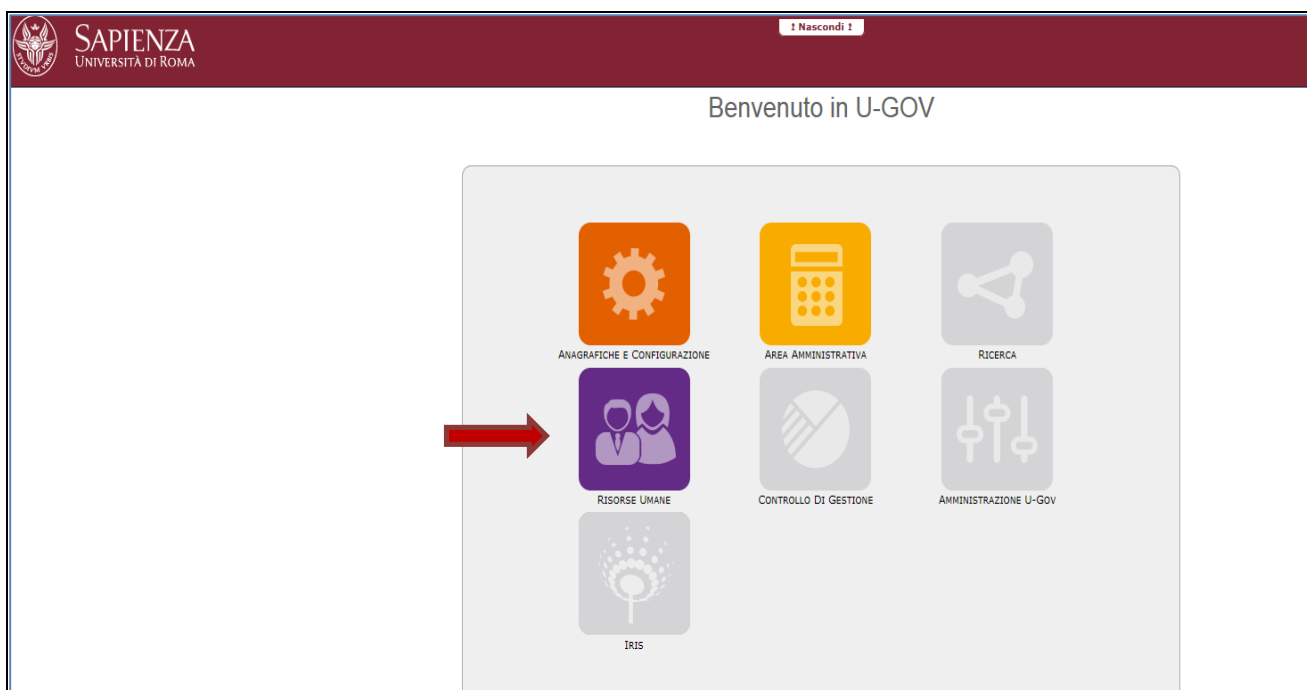 SAPIENZA
UNIVERSITÀ DI ROMA
↥ Nascondi ↥
Benvenuto in U-GOV
ANAGRAFICHE E CONFIGURAZIONE
AREA AMMINISTRATIVA
RICERCA
RISORSE UMANE
CONTROLLO DI GESTIONE
AMMINISTRAZIONE U-GOV
IRIS